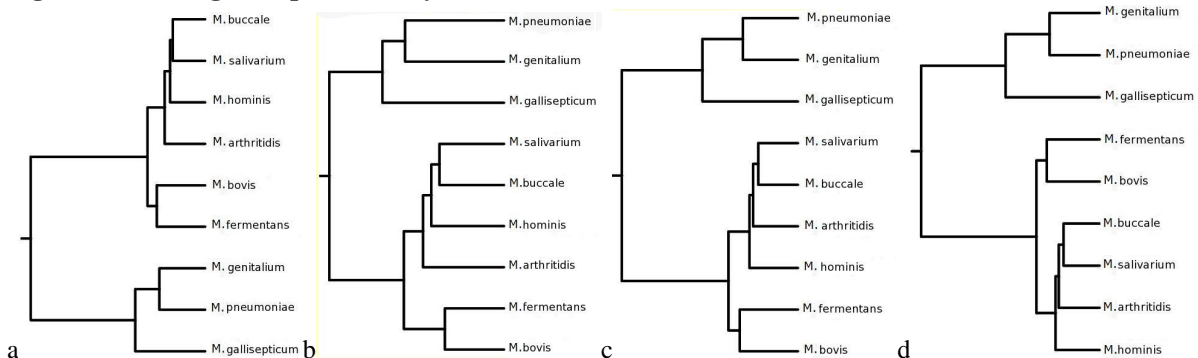 M.buccale
M. salivarium
M. hominis
M. arthritidis
M. bovis
M.fermentans
M. genitalium
M. pneumoniae
M. gallisepticum
a
M.pneumoniae
M.genitalium
M.gallisepticum
M.salivarium
M.buccale
M.hominis
M.arthritidis
M.fermentans
M.bovis
b
M.pneumoniae
M. genitalium
M. gallisepticum
M. salivarium
M. buccale
M. arthritidis
M. hominis
M. fermentans
M. bovis
c
M. genitalium
M. pneumoniae
M. gallisepticum
M. fermentans
M. bovis
M.buccale
M.salivarium
M. arthritidis
M.hominis
d